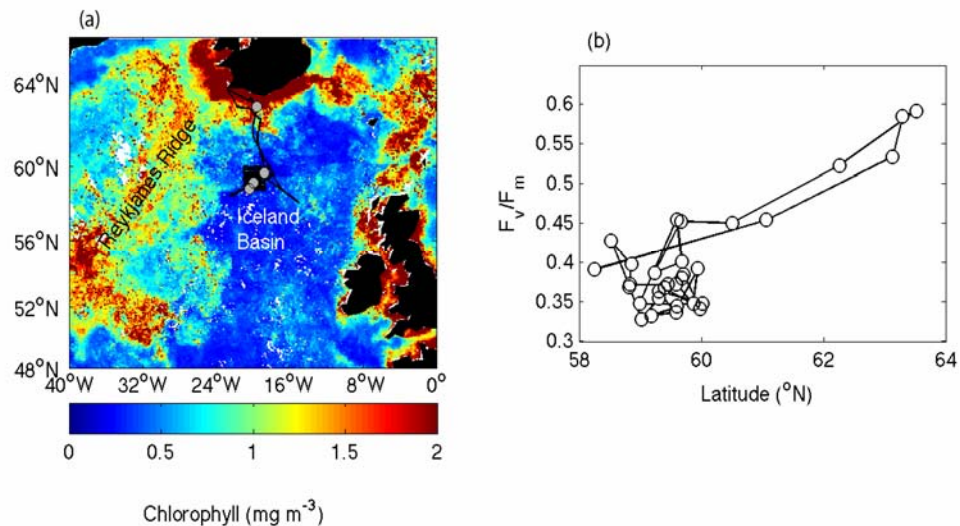 (a)
64°N
60°N
56°N
52°N
48°N
Reykjanes Ridge
Iceland
Basin
40°W 32°W 24°W 16°W 8°W 0°
0 0.5 1 1.5 2
Chlorophyll (mg m⁻³)
(b)
0.6
0.55
0.5
0.45
0.4
0.35
0.3
Fᵥ/Fₘ
58 60 62 64
Latitude (°N)